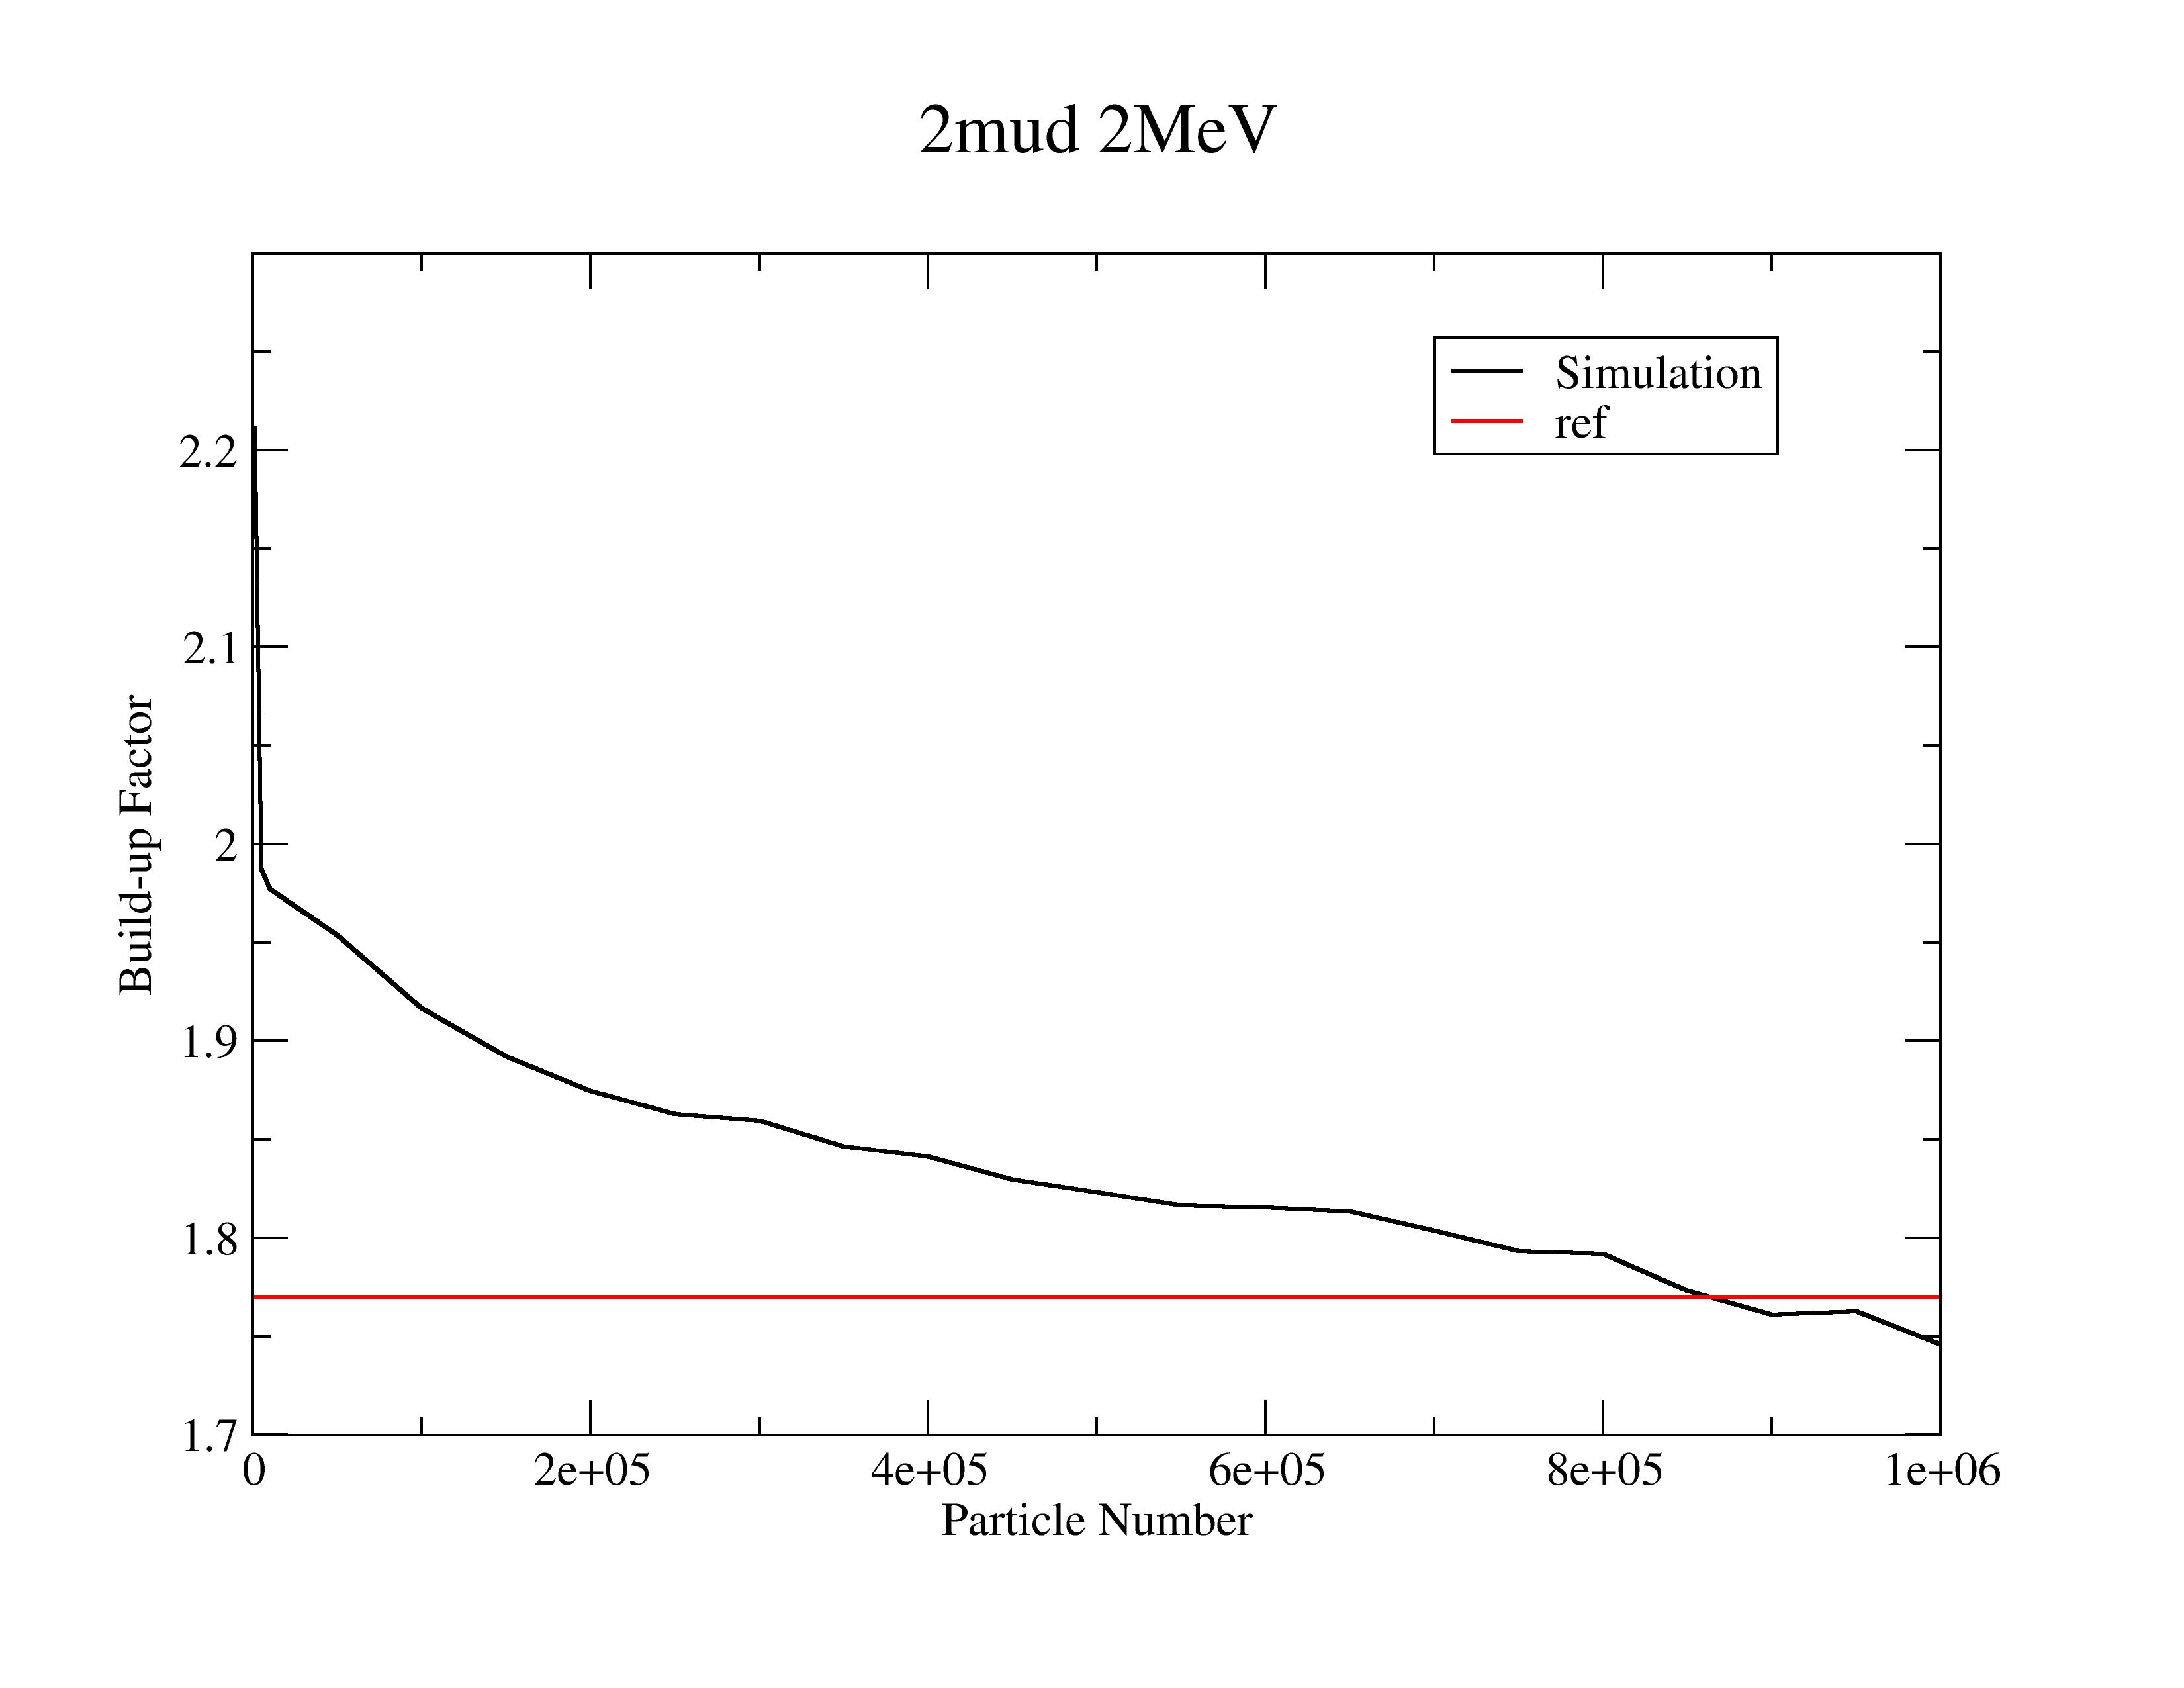 2mud 2MeV
Simulation
ref
2.2
2.1
2
1.9
1.8
1.7
Build-up Factor
0 2e+05 4e+05 6e+05 8e+05 1e+06
Particle Number